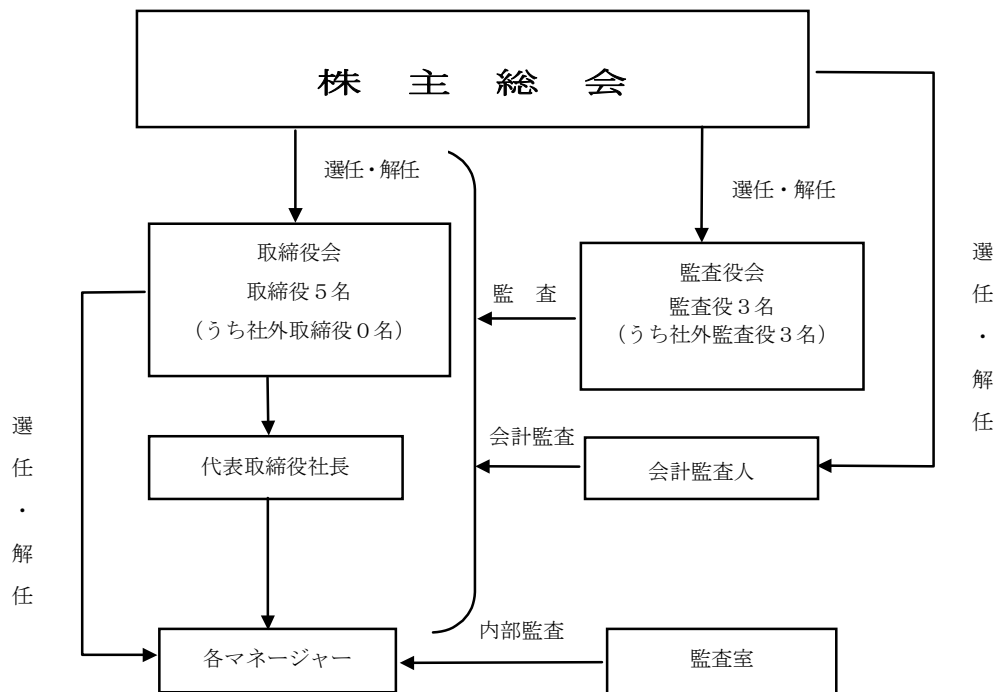 株 主 総 会
選任・解任
選任・解任
取締役会
取締役５名
（うち社外取締役０名）
監　査
監査役会
監査役３名
（うち社外監査役３名）
選任・解任
選任・解任
代表取締役社長
会計監査
会計監査人
各マネージャー
内部監査
監査室